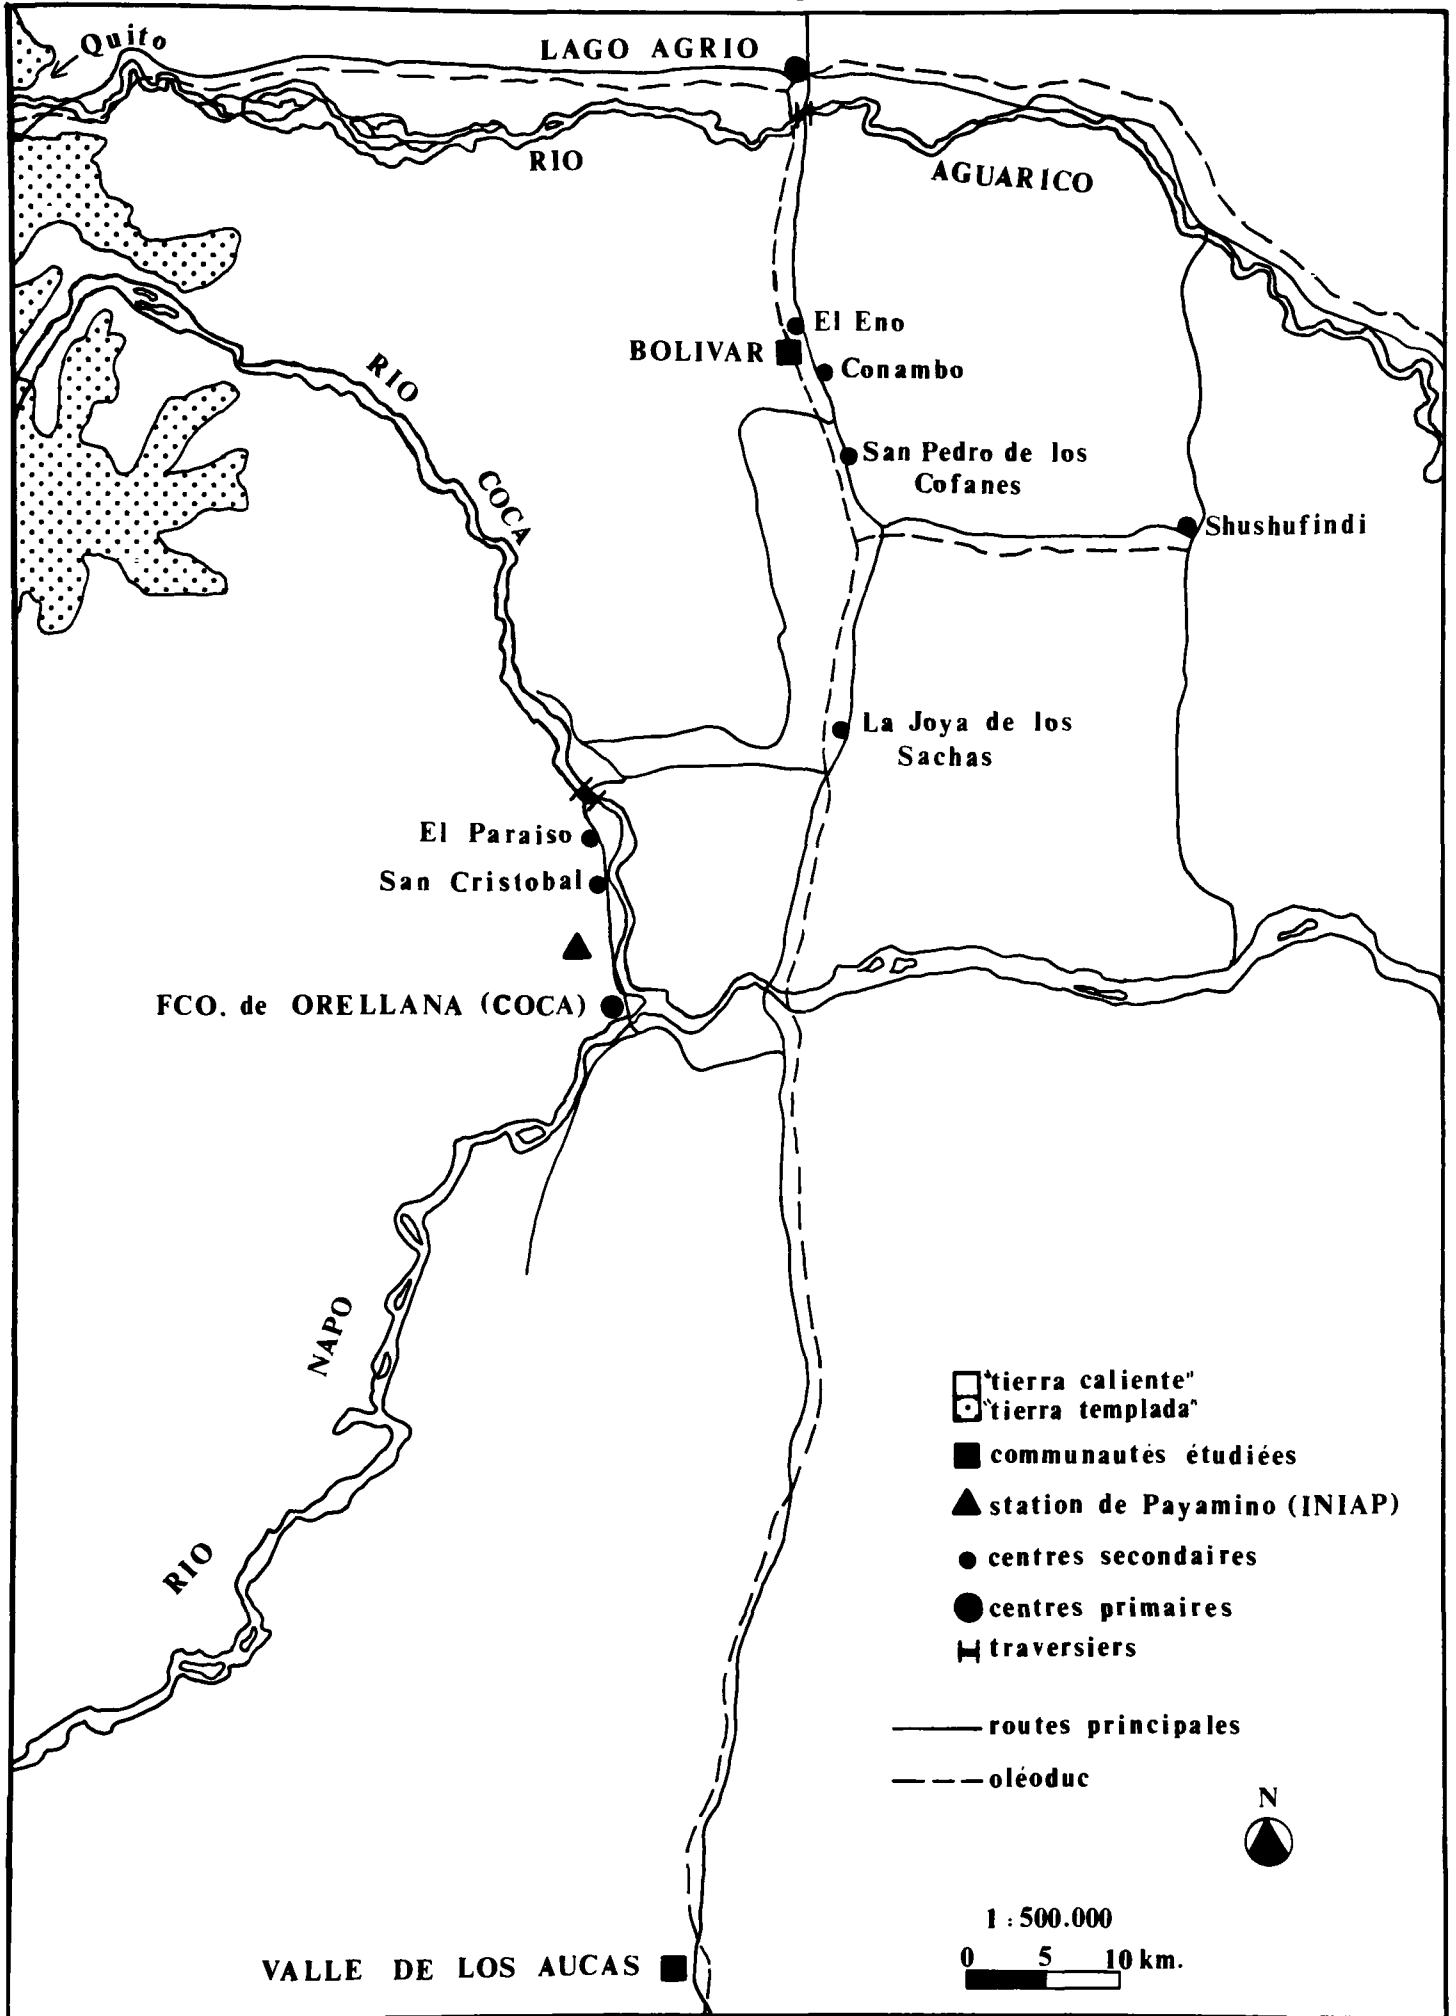 Quito
LAGO AGRIO
RIO
AGUARICO
El Eno
BOLIVAR
Conambo
RIO
San Pedro de los
Cofanes
COCA
Shushufindi
La Joya de los
Sachas
El Paraiso
San Cristobal
FCO. de ORELLANA (COCA)
NAPO
RIO
"tierra caliente"
"tierra templada"
communautés étudiées
station de Payamino (INIAP)
centres secondaires
centres primaires
traversiers
routes principales
oléoduc
N
1 : 500.000
0 5 10 km.
VALLE DE LOS AUCAS